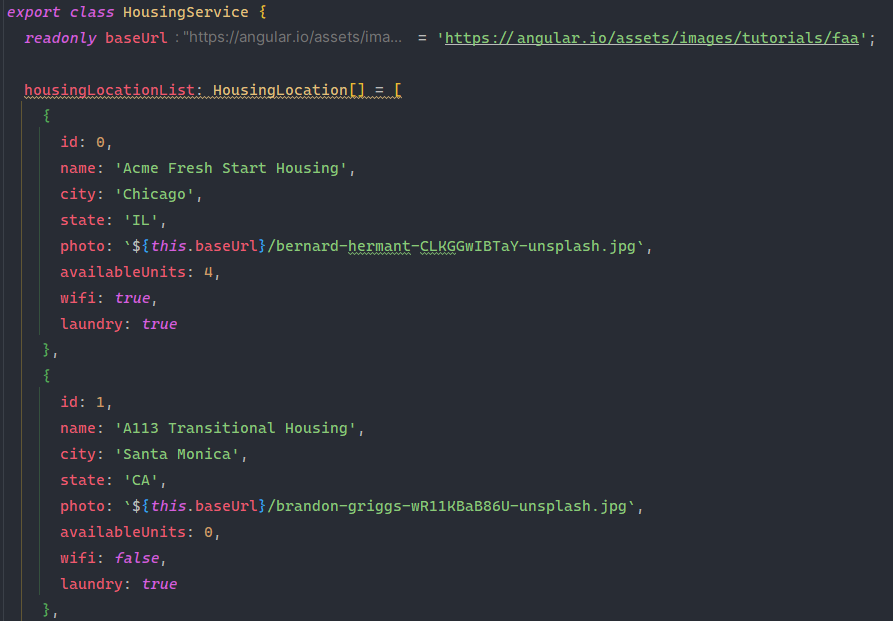 export class HousingService {
  readonly baseUrl : "https://angular.io/assets/ima... = 'https://angular.io/assets/images/tutorials/faa';

  housingLocationList: HousingLocation[] = [
    {
      id: 0,
      name: 'Acme Fresh Start Housing',
      city: 'Chicago',
      state: 'IL',
      photo: `${this.baseUrl}/bernard-hermant-CLKGGwIBTaY-unsplash.jpg`,
      availableUnits: 4,
      wifi: true,
      laundry: true
    },
    {
      id: 1,
      name: 'A113 Transitional Housing',
      city: 'Santa Monica',
      state: 'CA',
      photo: `${this.baseUrl}/brandon-griggs-wR11KBaB86U-unsplash.jpg`,
      availableUnits: 0,
      wifi: false,
      laundry: true
    },